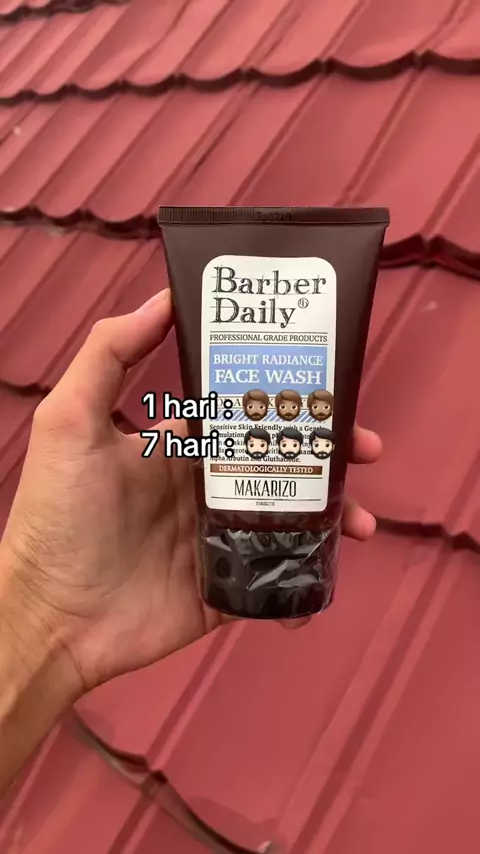 Barber
Daily®
PROFESSIONAL GRADE PRODUCTS
BRIGHT RADIANCE
FACE WASH
1 hari : 🧔🏾🧔🏾🧔🏾
Sensitive Skin Friendly with a
7 hari : 🧔🏻🧔🏻🧔🏻
DERMATOLOGICALLY TESTED
MAKARIZO